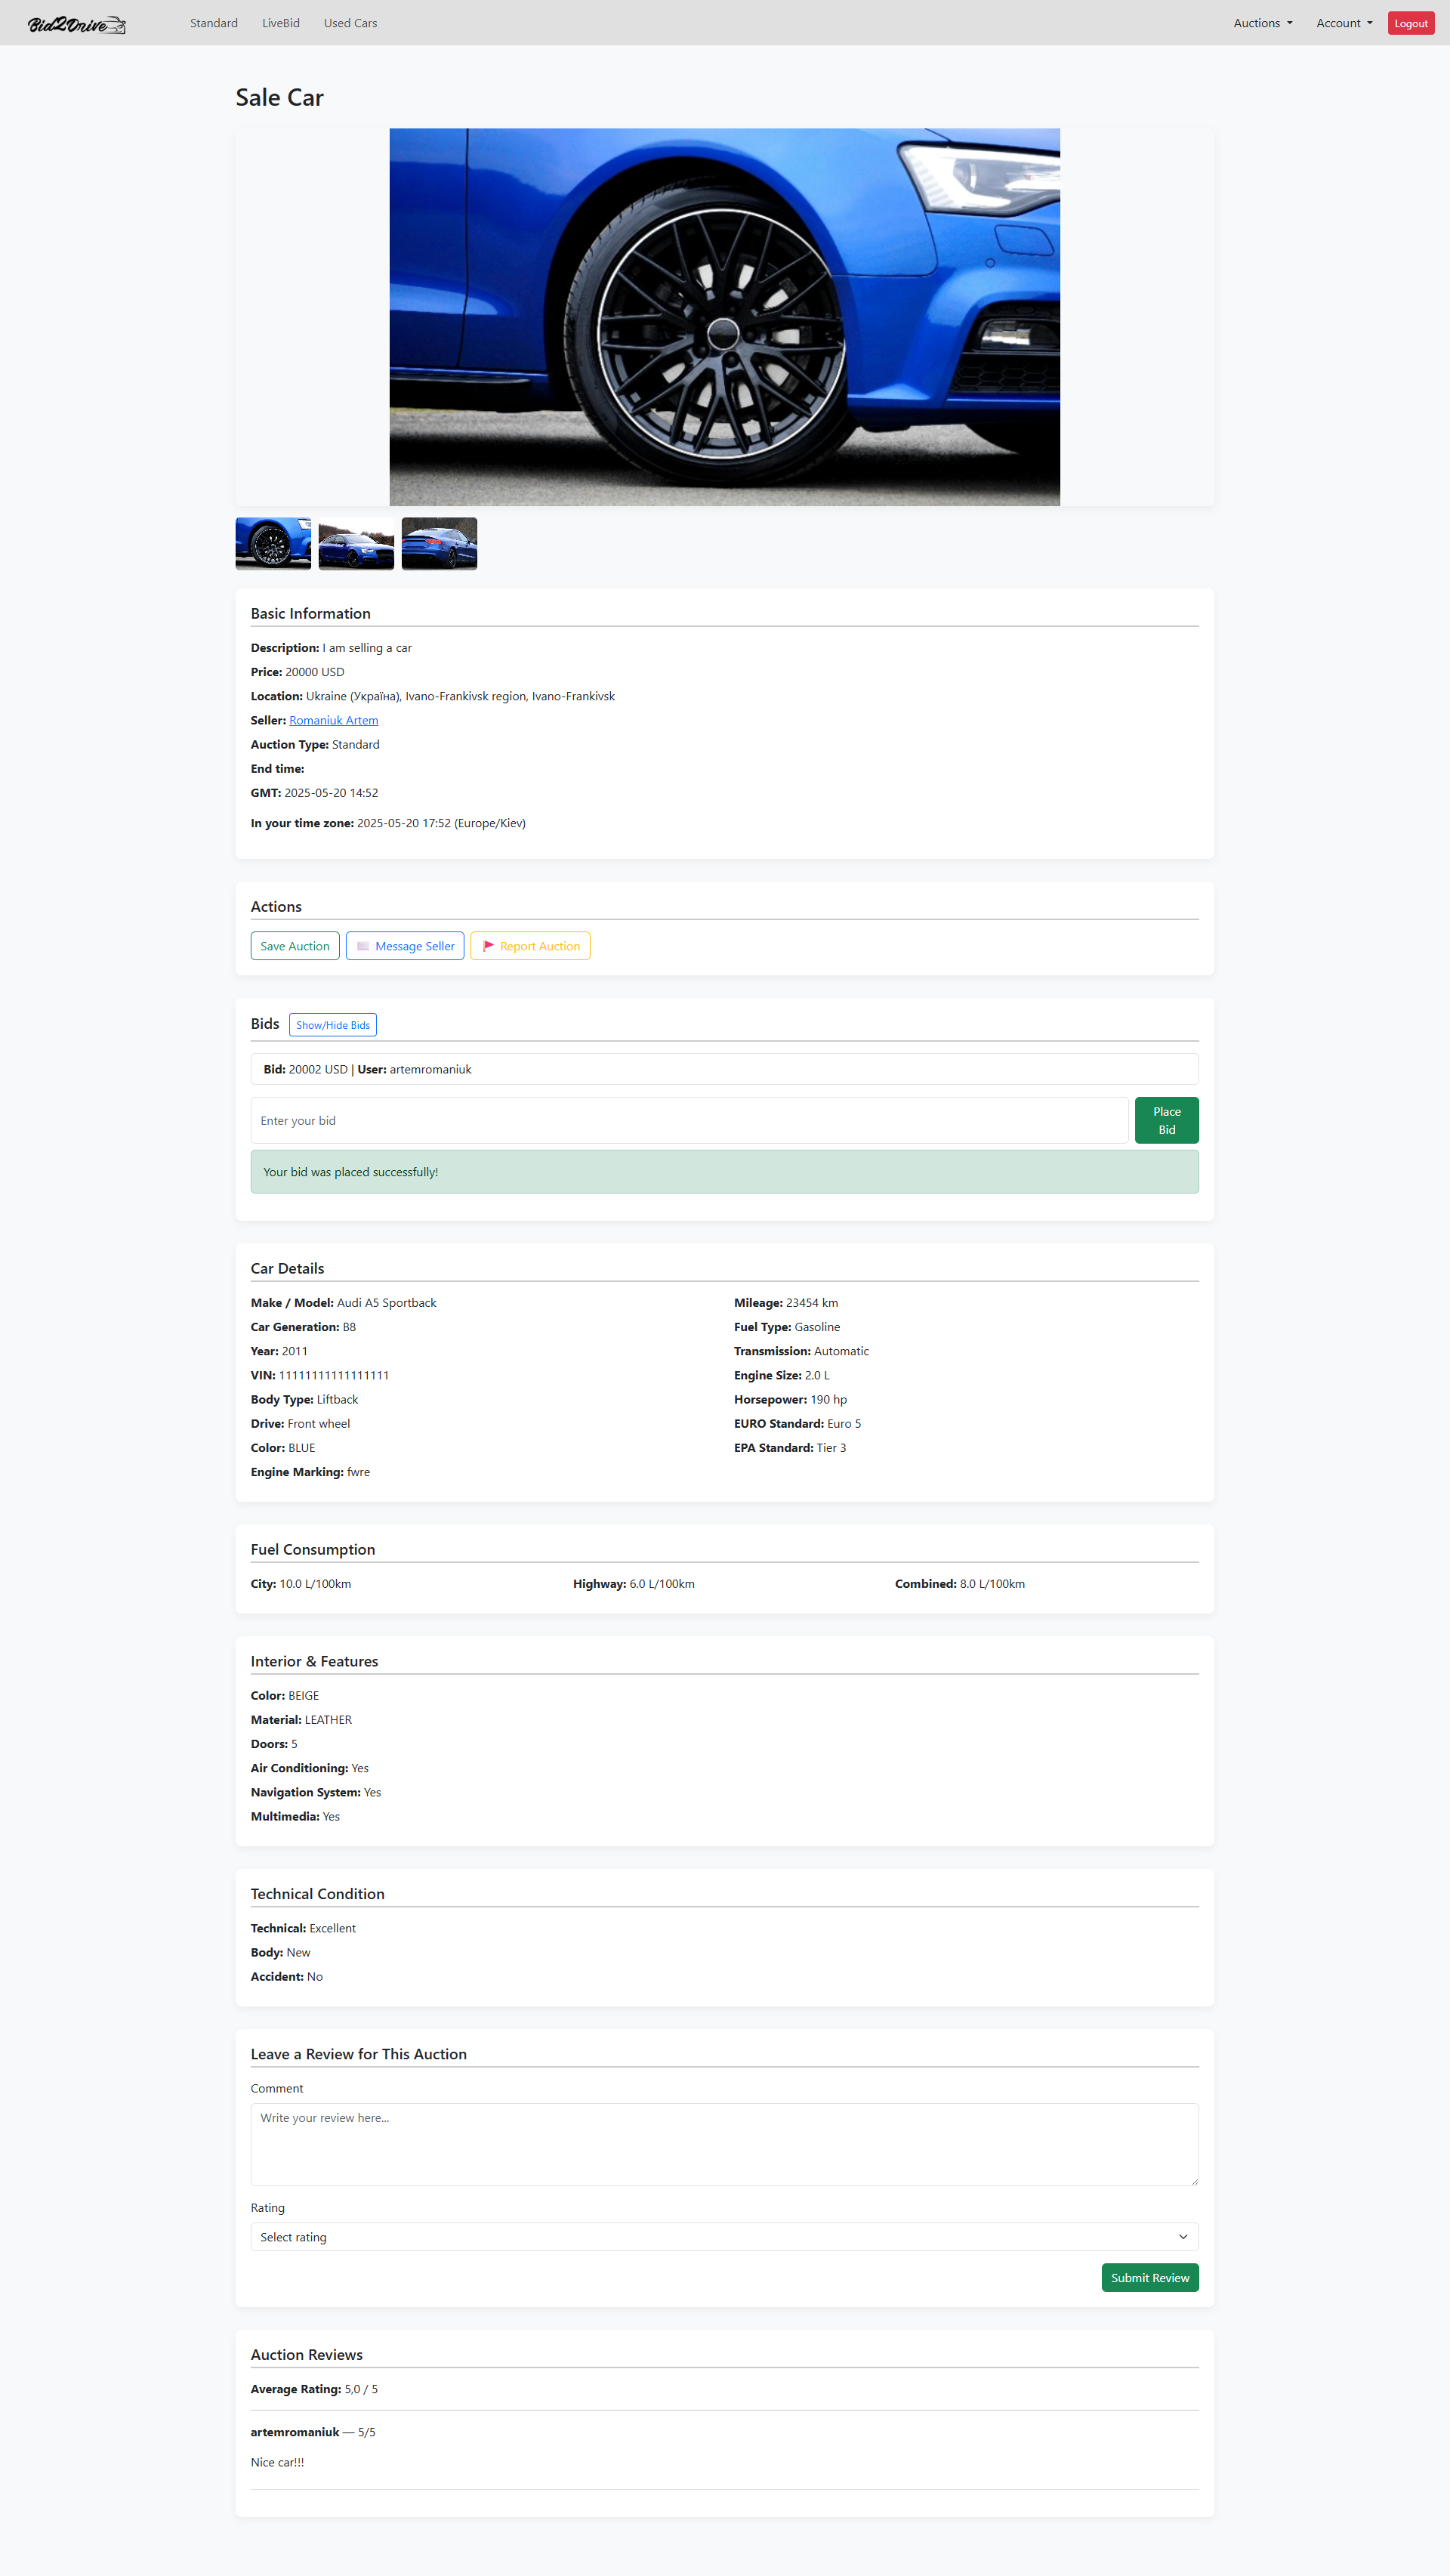 Bid2Drive Standard LiveBid Used Cars Auctions Account Logout
Sale Car
Basic Information
Description: I am selling a car
Price: 20000 USD
Location: Ukraine (Україна), Ivano-Frankivsk region, Ivano-Frankivsk
Seller: Romaniuk Artem
Auction Type: Standard
End time:
GMT: 2025-05-20 14:52
In your time zone: 2025-05-20 17:52 (Europe/Kiev)
Actions
Save Auction Message Seller Report Auction
Bids Show/Hide Bids
Bid: 20002 USD | User: artemromaniuk
Enter your bid
Place
Bid
Your bid was placed successfully!
Car Details
Make / Model: Audi A5 Sportback
Car Generation: B8
Year: 2011
VIN: 11111111111111111
Body Type: Liftback
Drive: Front wheel
Color: BLUE
Engine Marking: fwre
Mileage: 23454 km
Fuel Type: Gasoline
Transmission: Automatic
Engine Size: 2.0 L
Horsepower: 190 hp
EURO Standard: Euro 5
EPA Standard: Tier 3
Fuel Consumption
City: 10.0 L/100km Highway: 6.0 L/100km Combined: 8.0 L/100km
Interior & Features
Color: BEIGE
Material: LEATHER
Doors: 5
Air Conditioning: Yes
Navigation System: Yes
Multimedia: Yes
Technical Condition
Technical: Excellent
Body: New
Accident: No
Leave a Review for This Auction
Comment
Write your review here...
Rating
Select rating
Submit Review
Auction Reviews
Average Rating: 5,0 / 5
artemromaniuk — 5/5
Nice car!!!